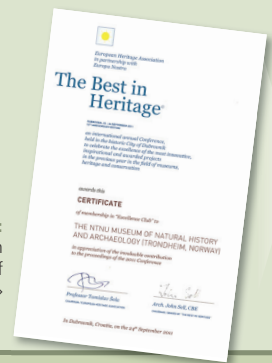 European Heritage Association
in partnership with
Europa Nostra
The Best in
Heritage
an international annual Conference,
held in the historic City of Dubrovnik
to celebrate the excellence of the most innovative,
inspirational and awarded projects
in the previous year in the field of museums,
heritage and conservation
awards this
CERTIFICATE
of membership in "Excellence Club" to
THE NTNU MUSEUM OF NATURAL HISTORY
AND ARCHAEOLOGY (TRONDHEIM, NORWAY)
in appreciation of the invaluable contribution
to the proceedings of the 2011 Conference
Professor Tomislav Šola
Arch. John Sell, CBE
In Dubrovnik, Croatia, on the 24th September 2011